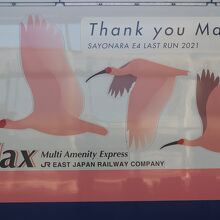 Thank you Ma
SAYONARA E4 LAST RUN 2021
ax
Multi Amenity Express
JR EAST JAPAN RAILWAY COMPANY